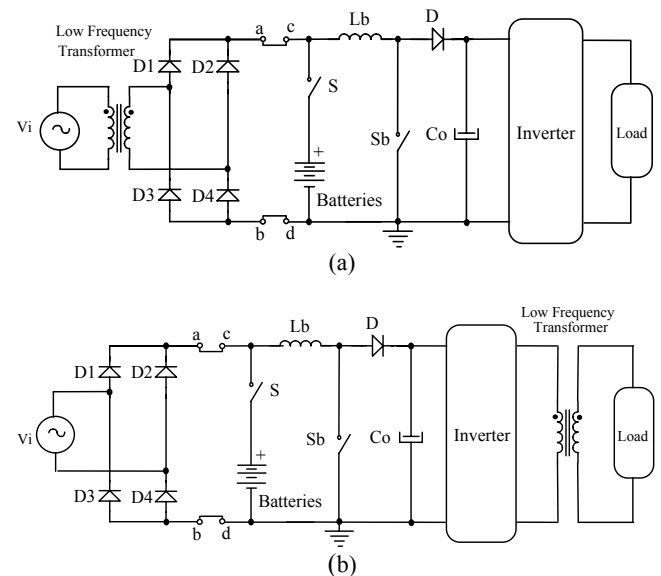 Low Frequency
Transformer
a c Lb D
D1 D2
S
Vi
Sb Co Inverter Load
+
Batteries
D3 D4
b d
(a)
Low Frequency
Transformer
a c Lb D
D1 D2
S
Vi
Sb Co Inverter Load
+
Batteries
D3 D4
b d
(b)